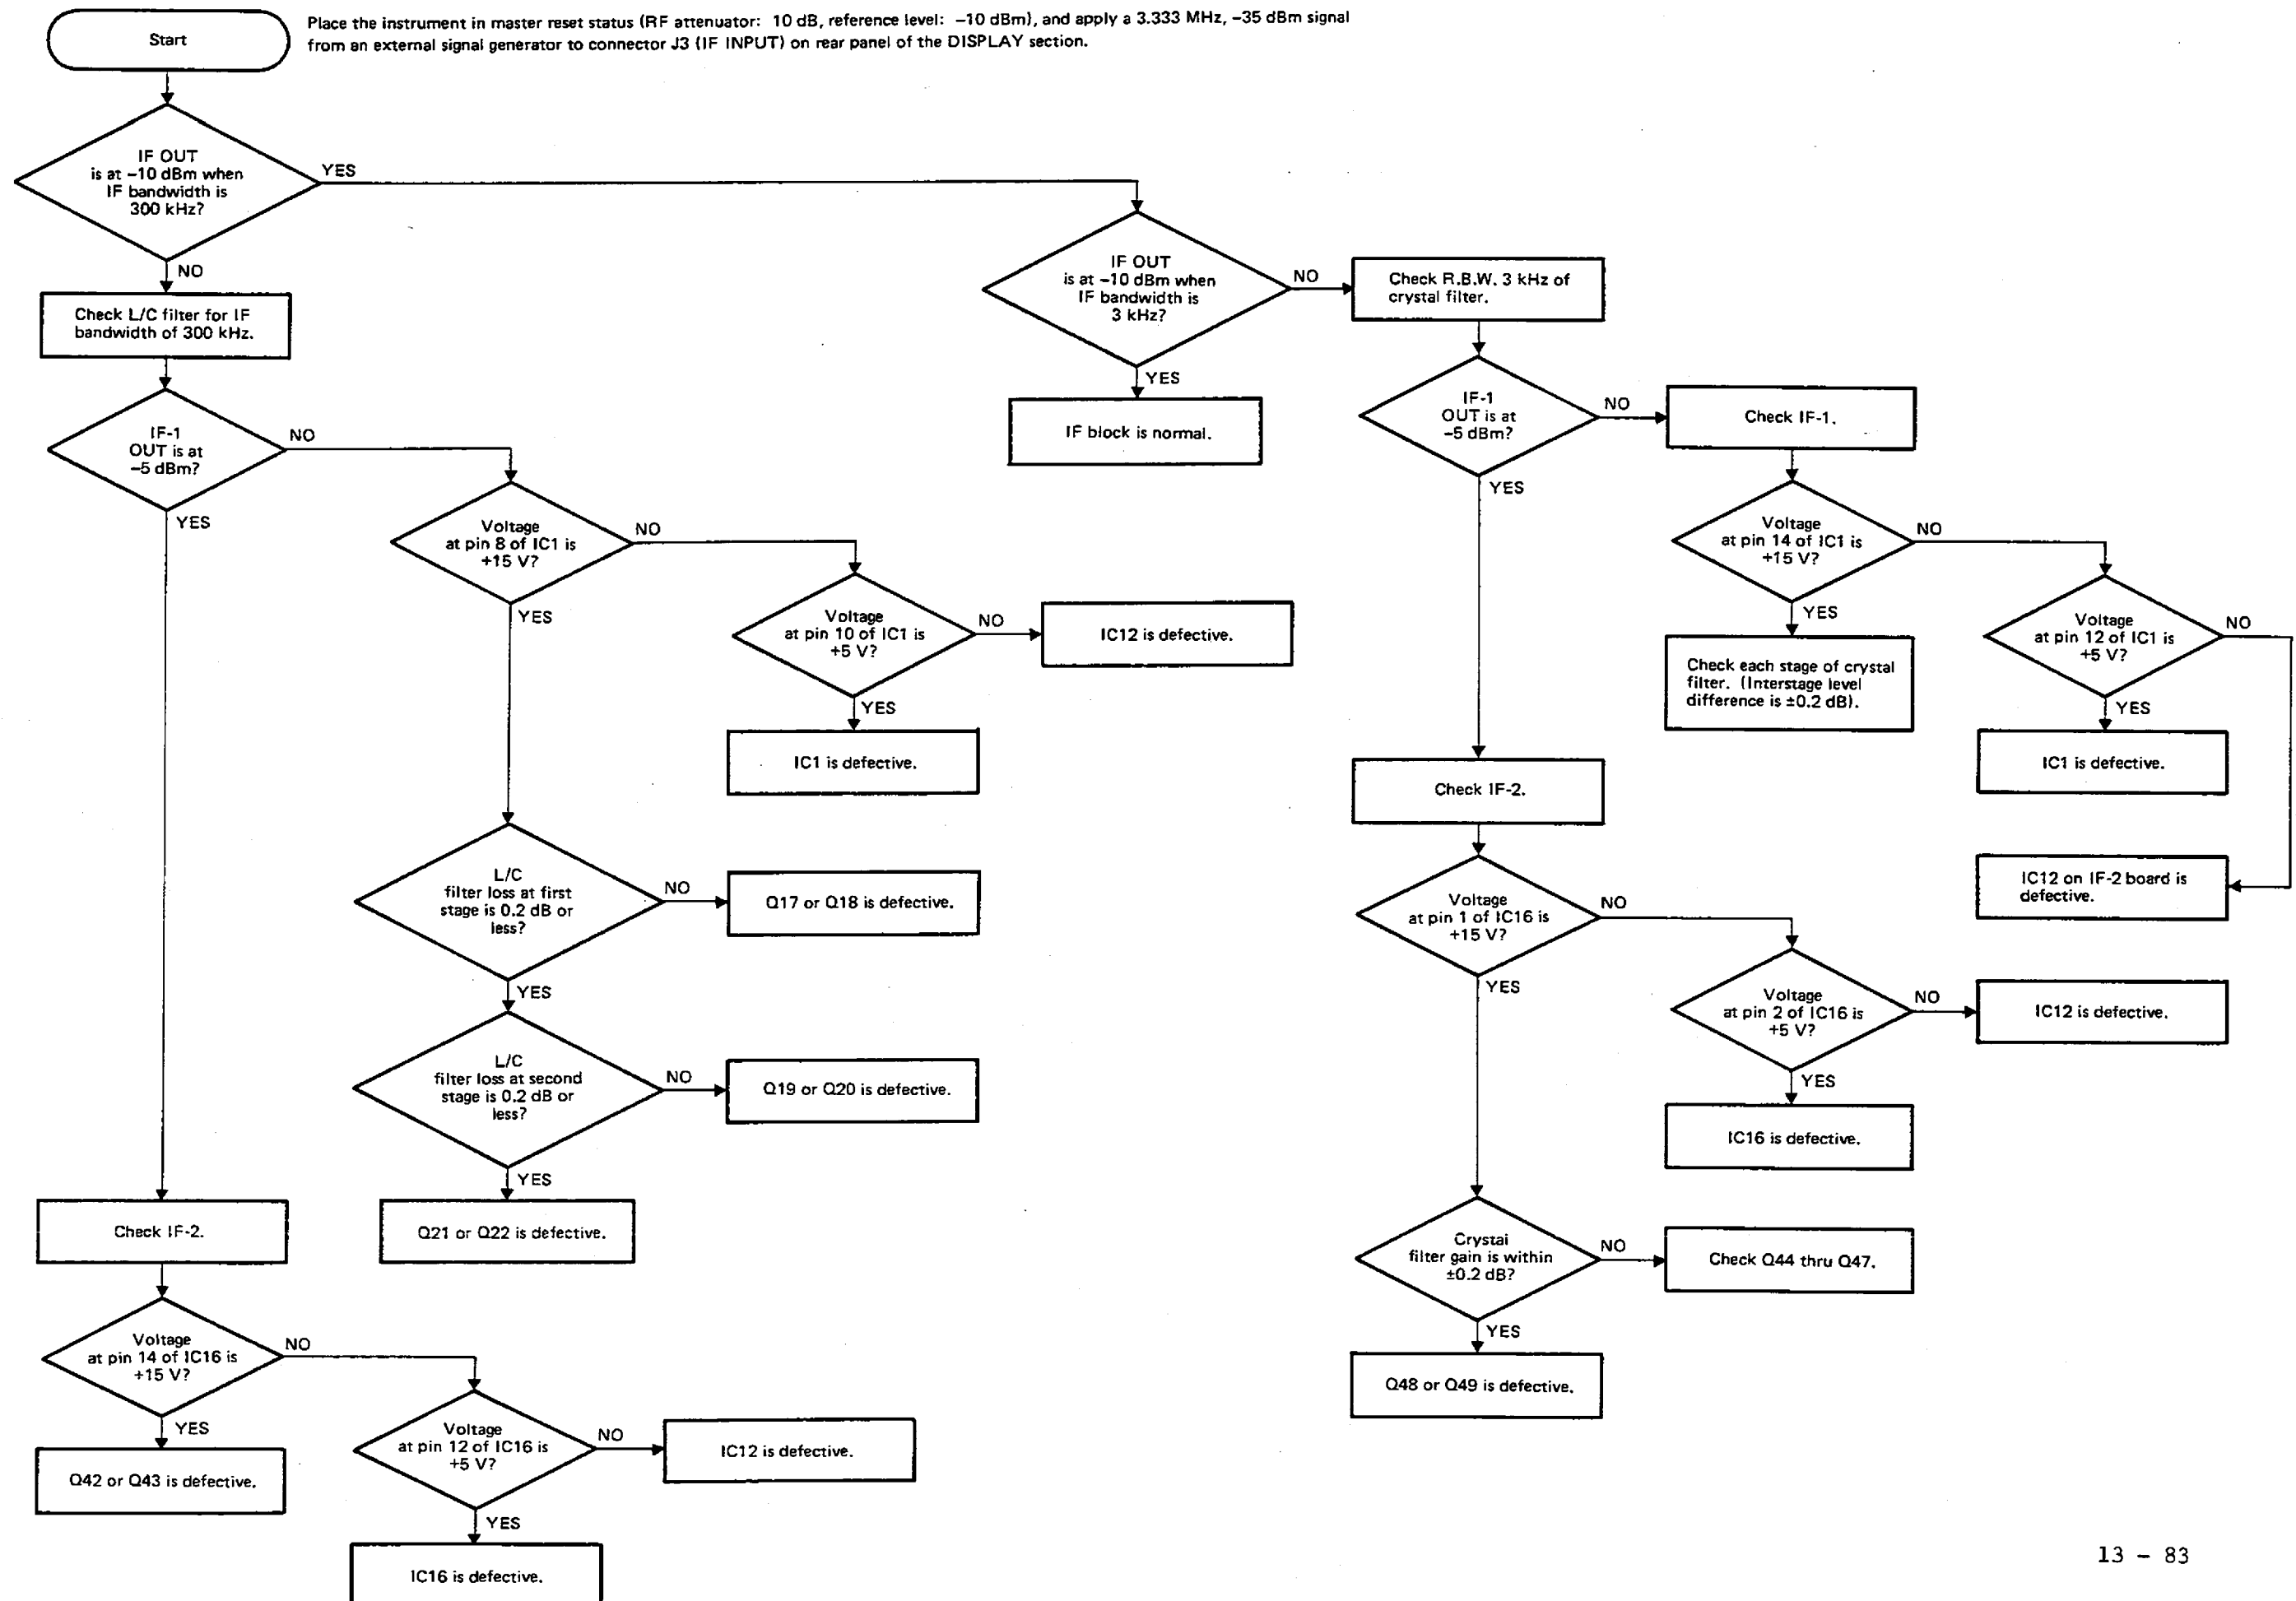 Start
Place the instrument in master reset status (RF attenuator: 10 dB, reference level: −10 dBm), and apply a 3.333 MHz, −35 dBm signal
from an external signal generator to connector J3 (IF INPUT) on rear panel of the DISPLAY section.
IF OUT
is at −10 dBm when
IF bandwidth is
300 kHz?
YES
NO
Check L/C filter for IF
bandwidth of 300 kHz.
IF-1
OUT is at
−5 dBm?
NO
YES
Voltage
at pin 8 of IC1 is
+15 V?
NO
YES
Voltage
at pin 10 of IC1 is
+5 V?
NO
IC12 is defective.
YES
IC1 is defective.
L/C
filter loss at first
stage is 0.2 dB or
less?
NO
Q17 or Q18 is defective.
YES
L/C
filter loss at second
stage is 0.2 dB or
less?
NO
Q19 or Q20 is defective.
YES
Q21 or Q22 is defective.
Check IF-2.
Voltage
at pin 14 of IC16 is
+15 V?
NO
YES
Q42 or Q43 is defective.
Voltage
at pin 12 of IC16 is
+5 V?
NO
IC12 is defective.
YES
IC16 is defective.
IF OUT
is at −10 dBm when
IF bandwidth is
3 kHz?
NO
YES
IF block is normal.
Check R.B.W. 3 kHz of
crystal filter.
IF-1
OUT is at
−5 dBm?
NO
YES
Check IF-1.
Voltage
at pin 14 of IC1 is
+15 V?
NO
YES
Check each stage of crystal
filter. (Interstage level
difference is ±0.2 dB).
Voltage
at pin 12 of IC1 is
+5 V?
NO
YES
IC1 is defective.
IC12 on IF-2 board is
defective.
Check IF-2.
Voltage
at pin 1 of IC16 is
+15 V?
NO
YES
Voltage
at pin 2 of IC16 is
+5 V?
NO
IC12 is defective.
YES
IC16 is defective.
Crystal
filter gain is within
±0.2 dB?
NO
Check Q44 thru Q47.
YES
Q48 or Q49 is defective.
13 - 83